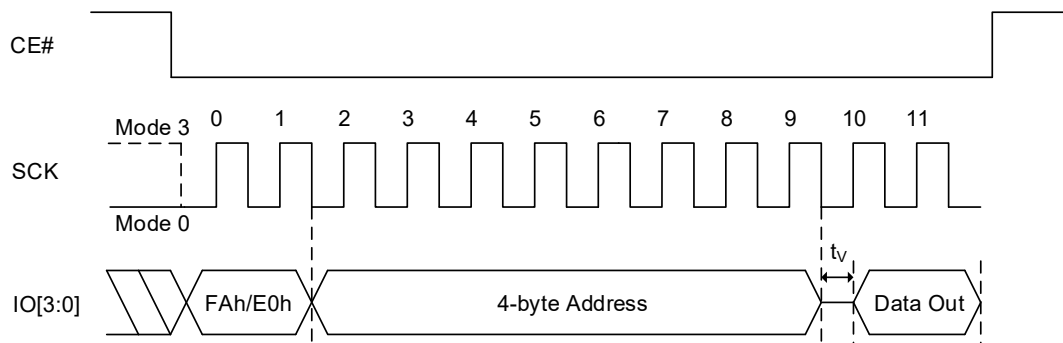 CE#
Mode 3
0 1 2 3 4 5 6 7 8 9 10 11
SCK
Mode 0
tV
IO[3:0]
FAh/E0h
4-byte Address
Data Out